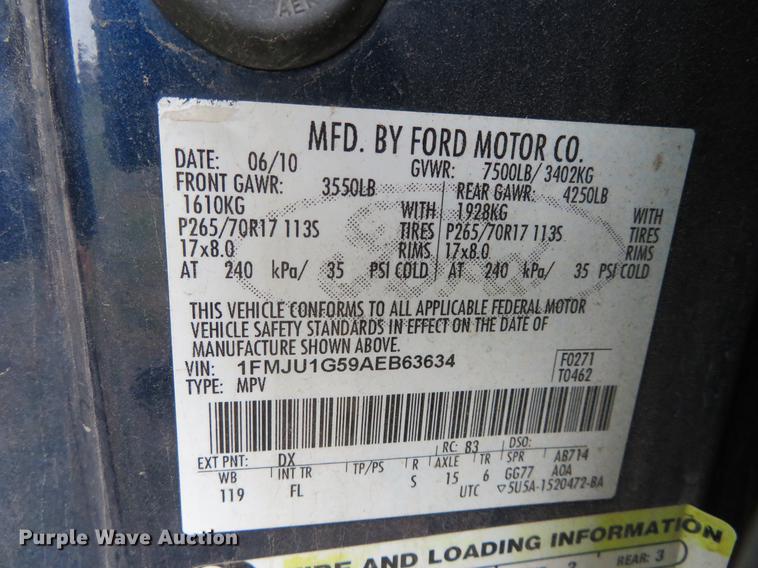 MFD. BY FORD MOTOR CO.
DATE: 06/10 GVWR: 7500LB/ 3402KG
FRONT GAWR: 3550LB REAR GAWR: 4250LB
1610KG WITH 1928KG WITH
P265/70R17 113S TIRES P265/70R17 113S TIRES
17x8.0 RIMS 17x8.0 RIMS
AT 240 kPa/ 35 PSI COLD AT 240 kPa/ 35 PSI COLD
THIS VEHICLE CONFORMS TO ALL APPLICABLE FEDERAL MOTOR
VEHICLE SAFETY STANDARDS IN EFFECT ON THE DATE OF
MANUFACTURE SHOWN ABOVE.
VIN: 1FMJU1G59AEB63634 F0271
TYPE: MPV T0462
EXT PNT: DX RC: 83 DSO:
WB INT TR TP/PS R AXLE TR SPR AB714
119 FL S 15 6 GG77 A0A
UTC ▽5U5A-1520472-BA
AND LOADING INFORMATION
REAR: 3
Purple Wave Auction